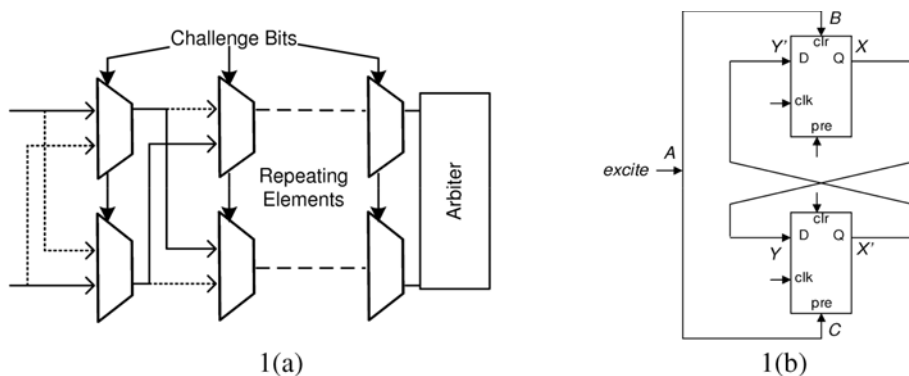 Challenge Bits
Repeating
Elements
Arbiter
1(a)
B
Y'
clr
X
D
Q
clk
pre
A
excite
clr
D
Q
Y
X'
clk
pre
C
1(b)